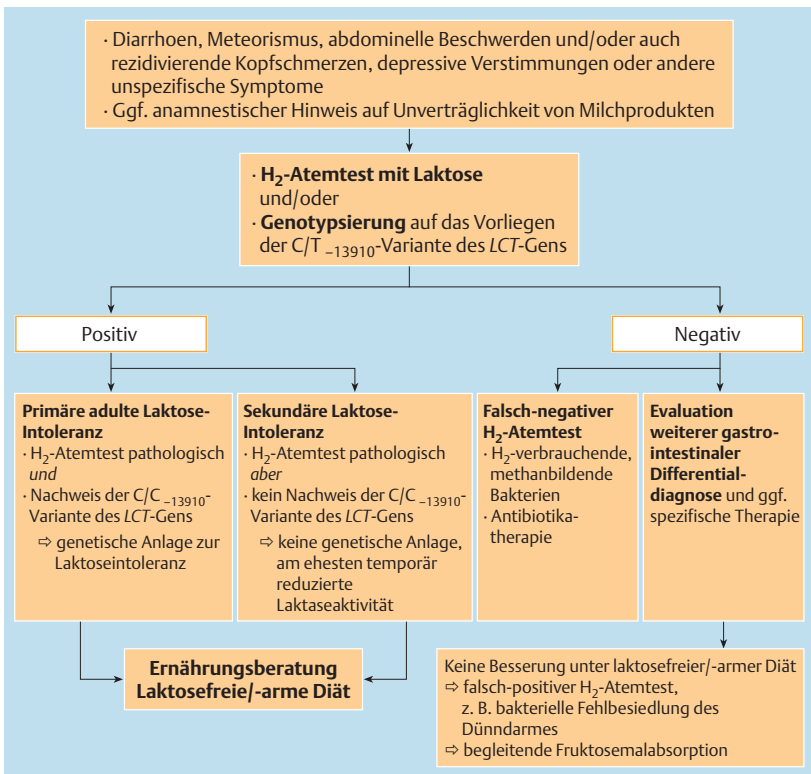 · Diarrhoen, Meteorismus, abdominelle Beschwerden und/oder auch
rezidivierende Kopfschmerzen, depressive Verstimmungen oder andere
unspezifische Symptome
· Ggf. anamnestischer Hinweis auf Unverträglichkeit von Milchprodukten
· H₂-Atemtest mit Laktose
und/oder
· Genotypsierung auf das Vorliegen
der C/T ₋₁₃₉₁₀-Variante des LCT-Gens
Positiv
Negativ
Primäre adulte Laktose-
Intoleranz
· H₂-Atemtest pathologisch
und
· Nachweis der C/C ₋₁₃₉₁₀-
Variante des LCT-Gens
⇨ genetische Anlage zur
Laktoseintoleranz
Sekundäre Laktose-
Intoleranz
· H₂-Atemtest pathologisch
aber
· kein Nachweis der C/C ₋₁₃₉₁₀-
Variante des LCT-Gens
⇨ keine genetische Anlage,
am ehesten temporär
reduzierte
Laktaseaktivität
Falsch-negativer
H₂-Atemtest
· H₂-verbrauchende,
methanbildende
Bakterien
· Antibiotika-
therapie
Evaluation
weiterer gastro-
intestinaler
Differential-
diagnose und ggf.
spezifische Therapie
Ernährungsberatung
Laktosefreie/-arme Diät
Keine Besserung unter laktosefreier/-armer Diät
⇨ falsch-positiver H₂-Atemtest,
z. B. bakterielle Fehlbesiedlung des
Dünndarmes
⇨ begleitende Fruktosemalabsorption